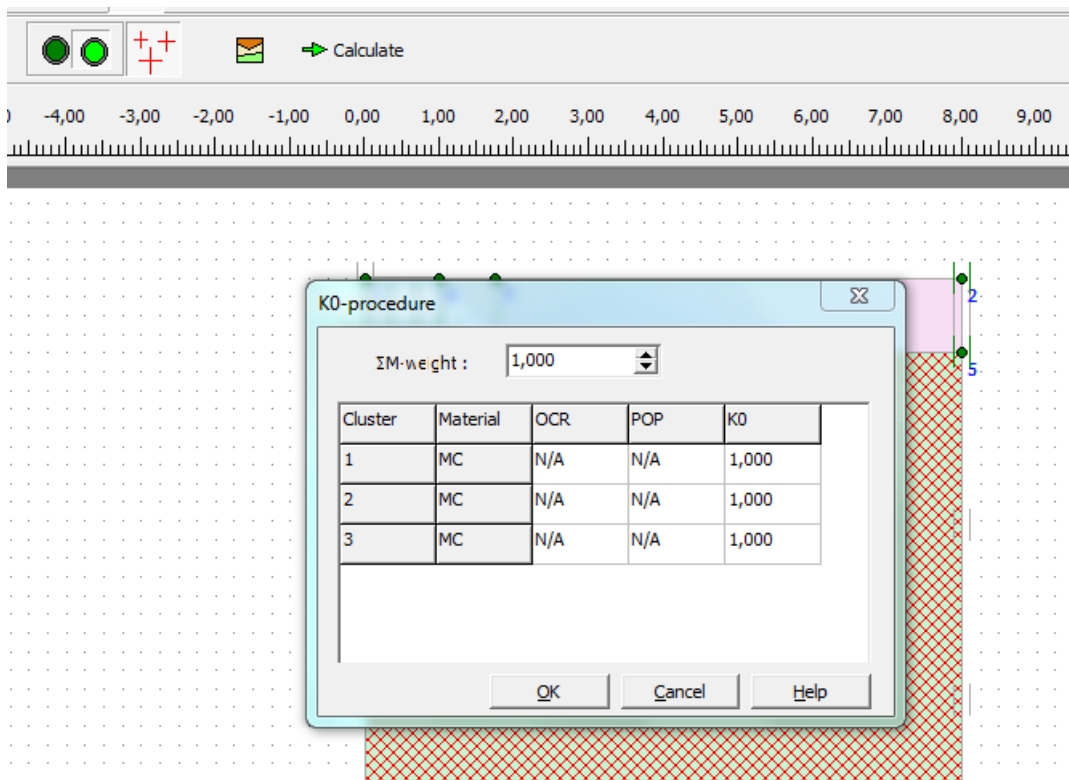 Calculate
-4,00 -3,00 -2,00 -1,00 0,00 1,00 2,00 3,00 4,00 5,00 6,00 7,00 8,00 9,00
2
K0-procedure
ΣM-weight : 1,000
5
Cluster Material OCR POP K0
1 MC N/A N/A 1,000
2 MC N/A N/A 1,000
3 MC N/A N/A 1,000
OK Cancel Help